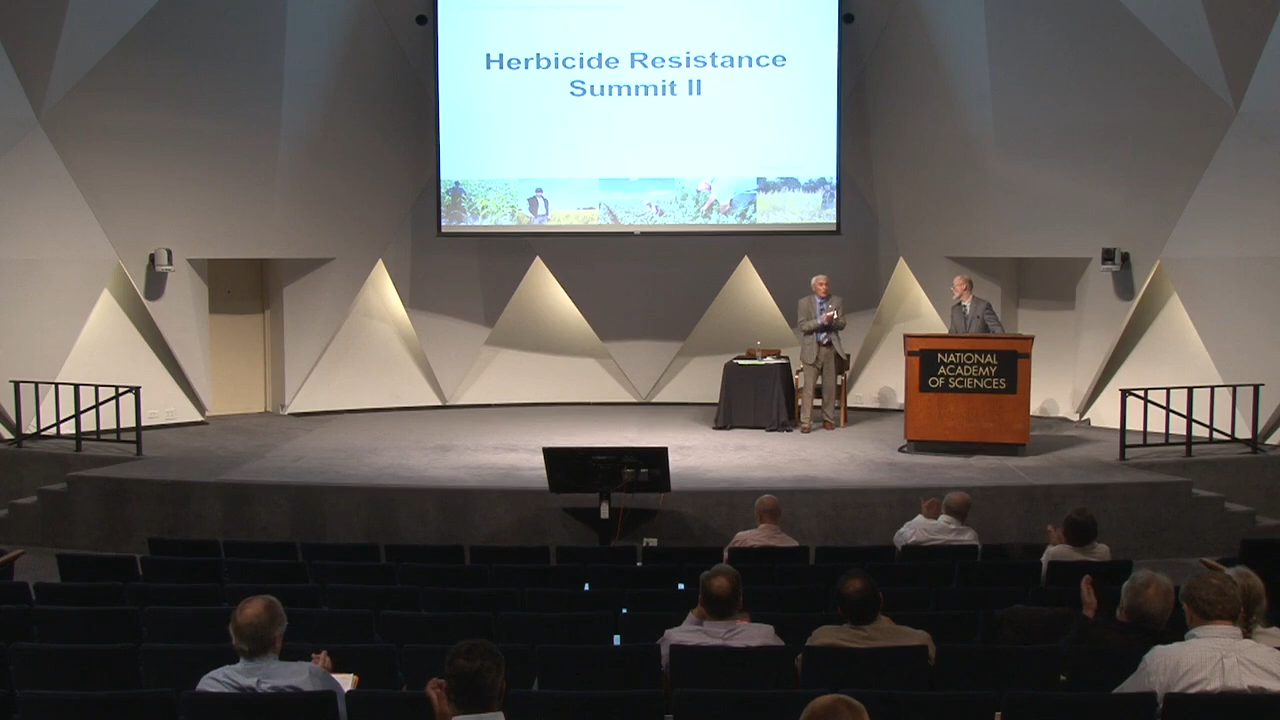 Herbicide Resistance
Summit II
NATIONAL
ACADEMY
OF SCIENCES